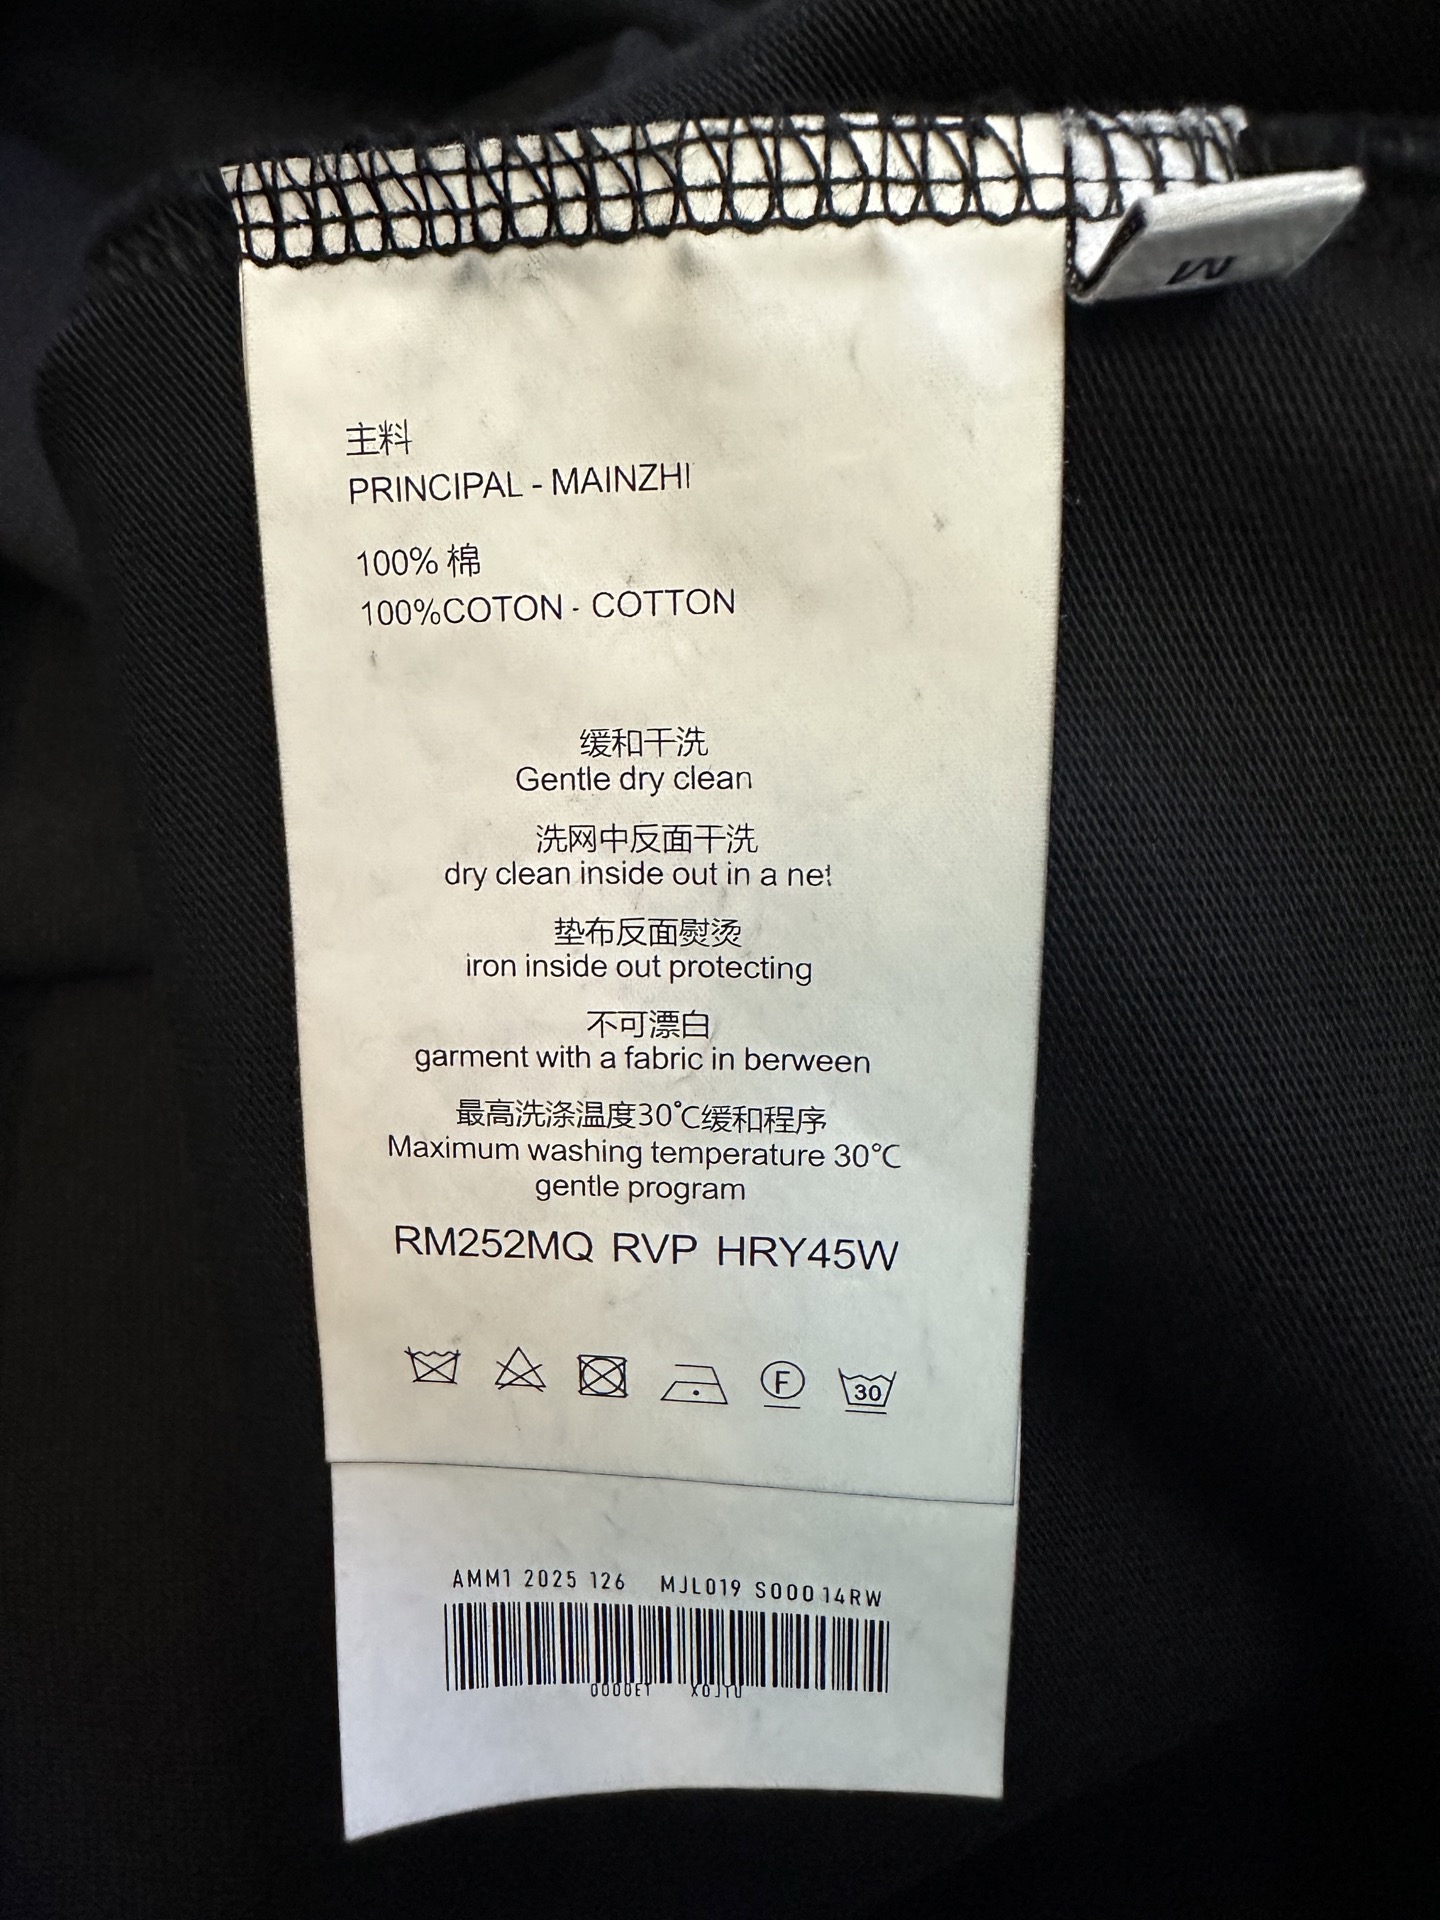 M
主料
PRINCIPAL - MAINZHI
100% 棉
100%COTON - COTTON
缓和干洗
Gentle dry clean
洗网中反面干洗
dry clean inside out in a net
垫布反面熨烫
iron inside out protecting
不可漂白
garment with a fabric in berween
最高洗涤温度30℃缓和程序
Maximum washing temperature 30℃
gentle program
RM252MQ RVP HRY45W
F
30
AMM1 2025 126 MJL019 S000 14RW